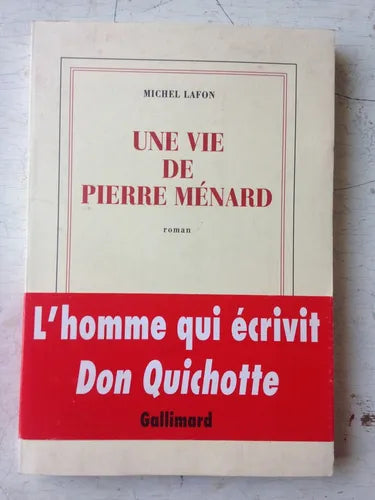 MICHEL LAFON
UNE VIE
DE
PIERRE MÉNARD
roman
L'homme qui écrivit
Don Quichotte
Gallimard